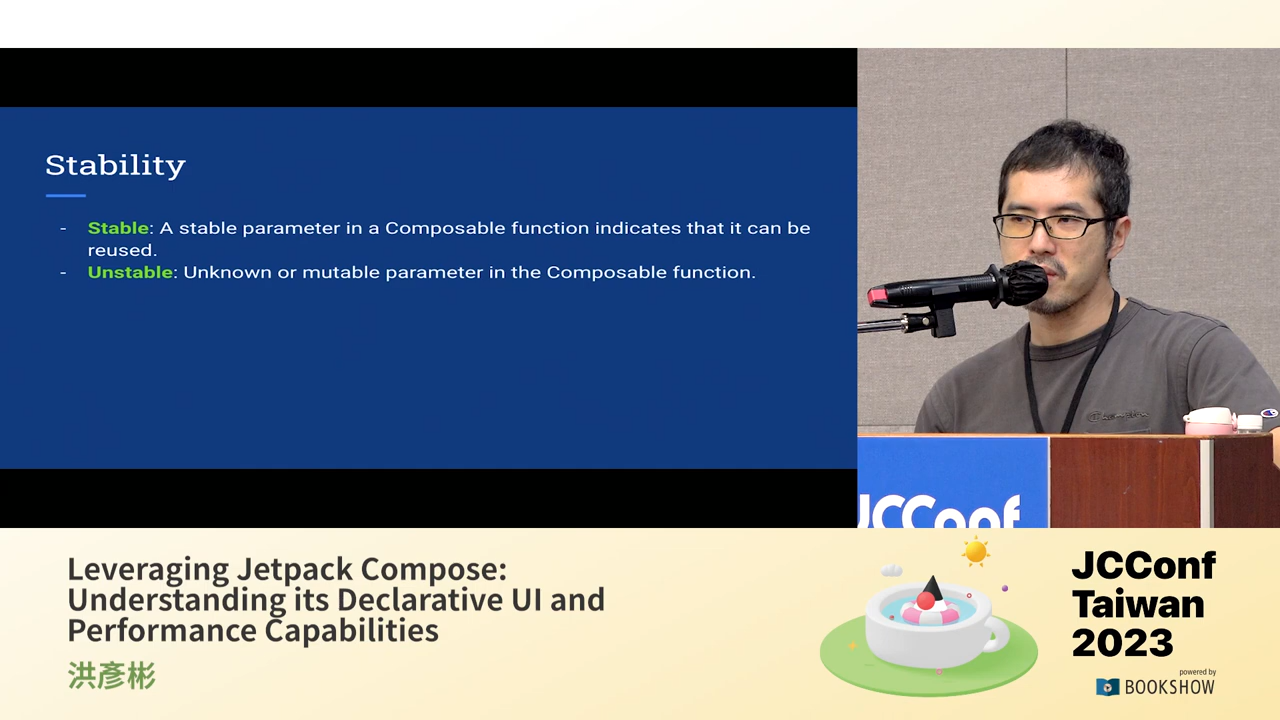 Stability
- Stable: A stable parameter in a Composable function indicates that it can be
reused.
- Unstable: Unknown or mutable parameter in the Composable function.
JCConf
Leveraging Jetpack Compose:
Understanding its Declarative UI and
Performance Capabilities
洪彥彬
JCConf
Taiwan
2023
powered by
BOOKSHOW